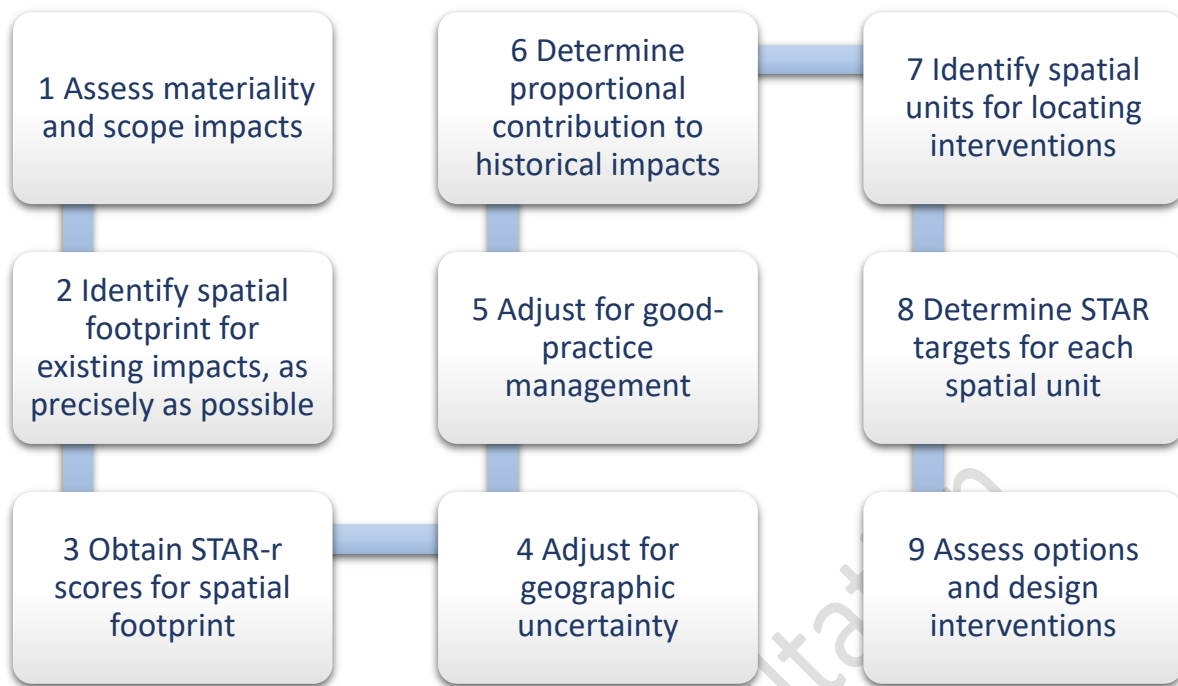 1 Assess materiality
and scope impacts
2 Identify spatial
footprint for
existing impacts, as
precisely as possible
3 Obtain STAR-r
scores for spatial
footprint
4 Adjust for
geographic
uncertainty
5 Adjust for good-
practice
management
6 Determine
proportional
contribution to
historical impacts
7 Identify spatial
units for locating
interventions
8 Determine STAR
targets for each
spatial unit
9 Assess options
and design
interventions